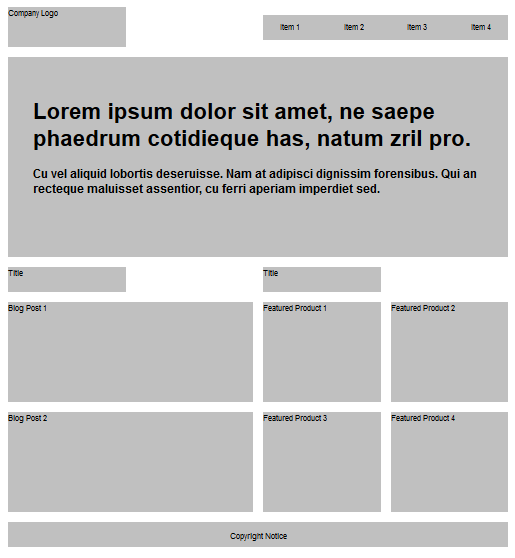 Company Logo
Item 1 Item 2 Item 3 Item 4
Lorem ipsum dolor sit amet, ne saepe
phaedrum cotidieque has, natum zril pro.
Cu vel aliquid lobortis deseruisse. Nam at adipisci dignissim forensibus. Qui an
recteque maluisset assentior, cu ferri aperiam imperdiet sed.
Title Title
Blog Post 1 Featured Product 1 Featured Product 2
Blog Post 2 Featured Product 3 Featured Product 4
Copyright Notice